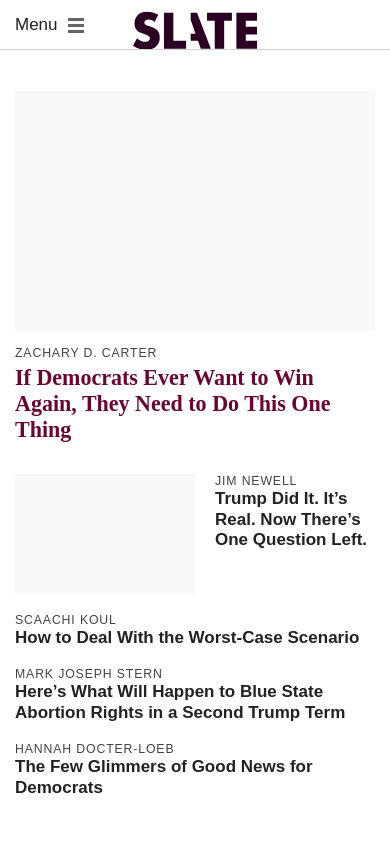 Menu
SLATE
ZACHARY D. CARTER
If Democrats Ever Want to Win
Again, They Need to Do This One
Thing
JIM NEWELL
Trump Did It. It’s
Real. Now There’s
One Question Left.
SCAACHI KOUL
How to Deal With the Worst-Case Scenario
MARK JOSEPH STERN
Here’s What Will Happen to Blue State
Abortion Rights in a Second Trump Term
HANNAH DOCTER-LOEB
The Few Glimmers of Good News for
Democrats